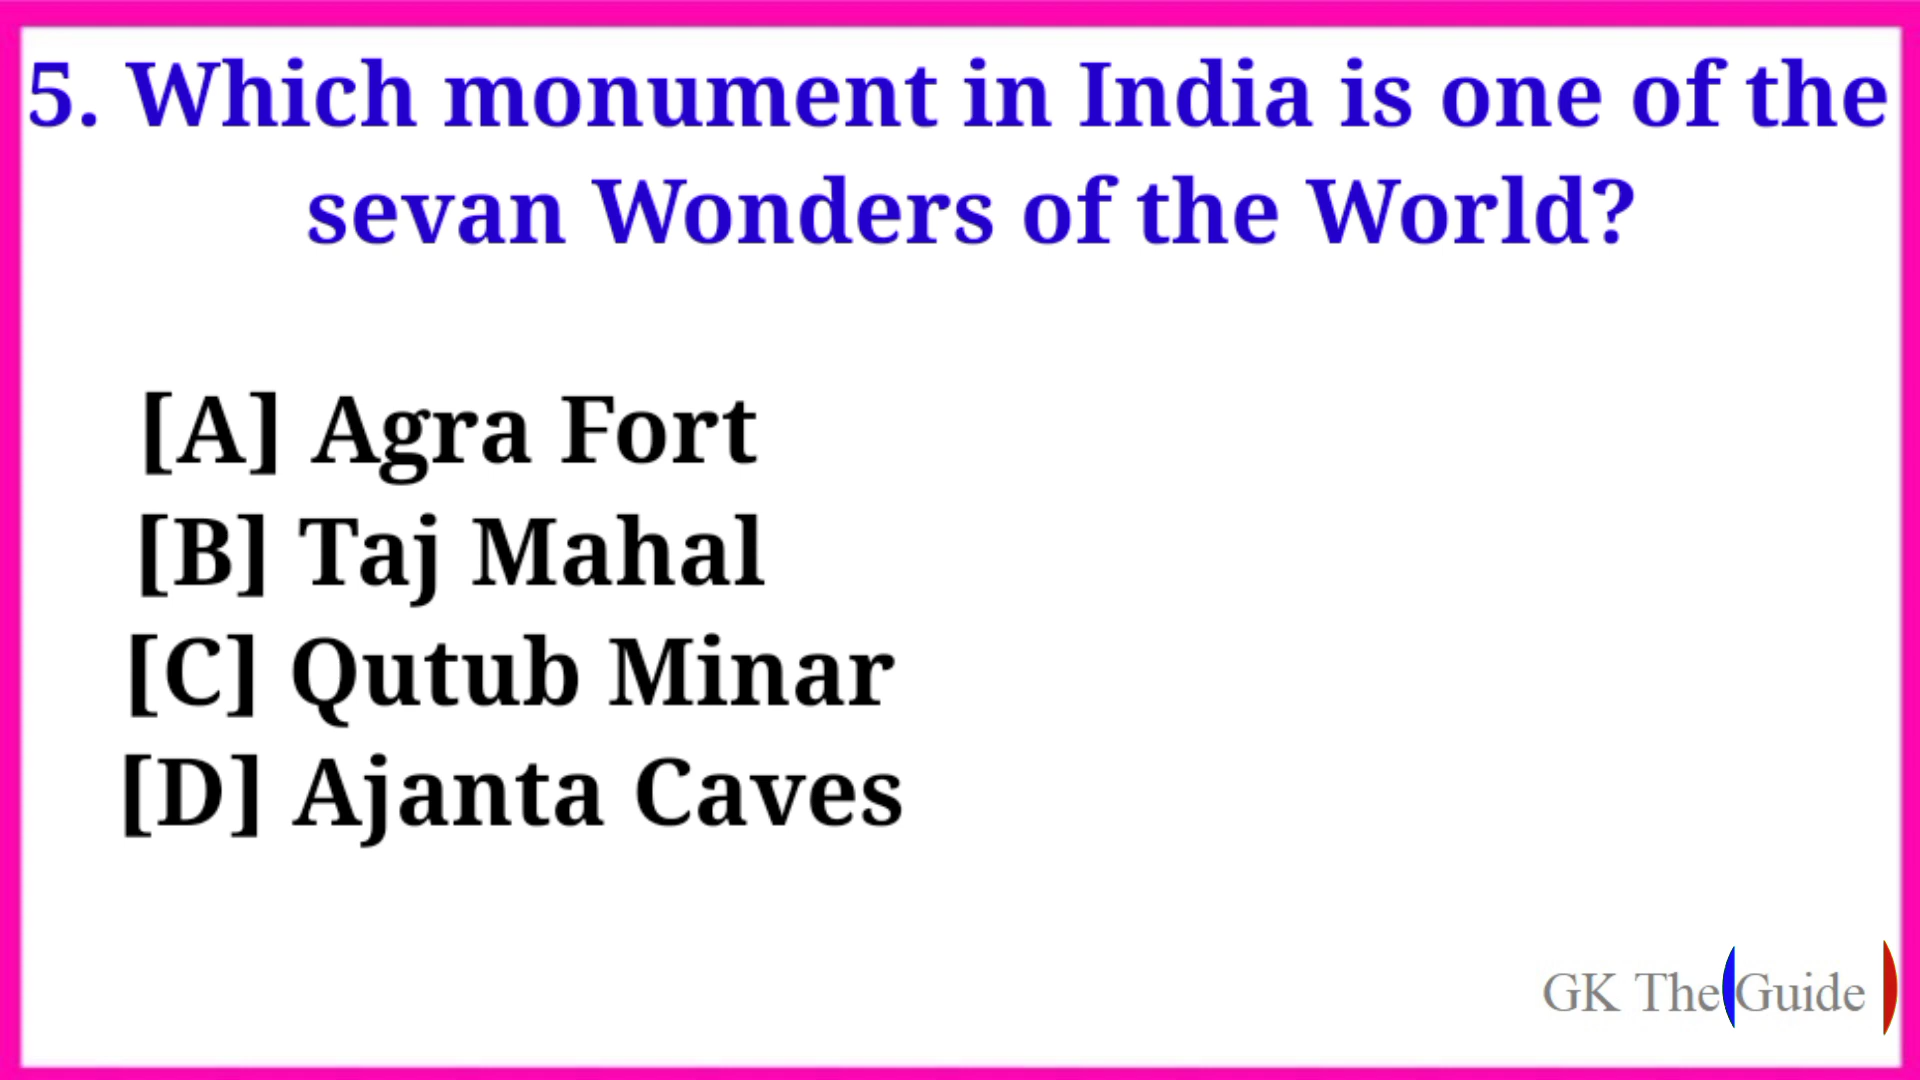 5. Which monument in India is one of the
sevan Wonders of the World?
[A] Agra Fort
[B] Taj Mahal
[C] Qutub Minar
[D] Ajanta Caves
GK The Guide